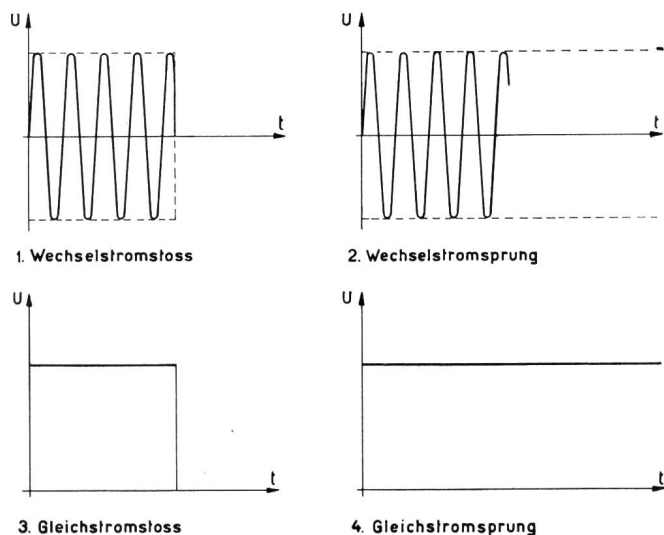 U
t
1. Wechselstromstoss
U
t
2. Wechselstromsprung
U
t
3. Gleichstromstoss
U
t
4. Gleichstromsprung